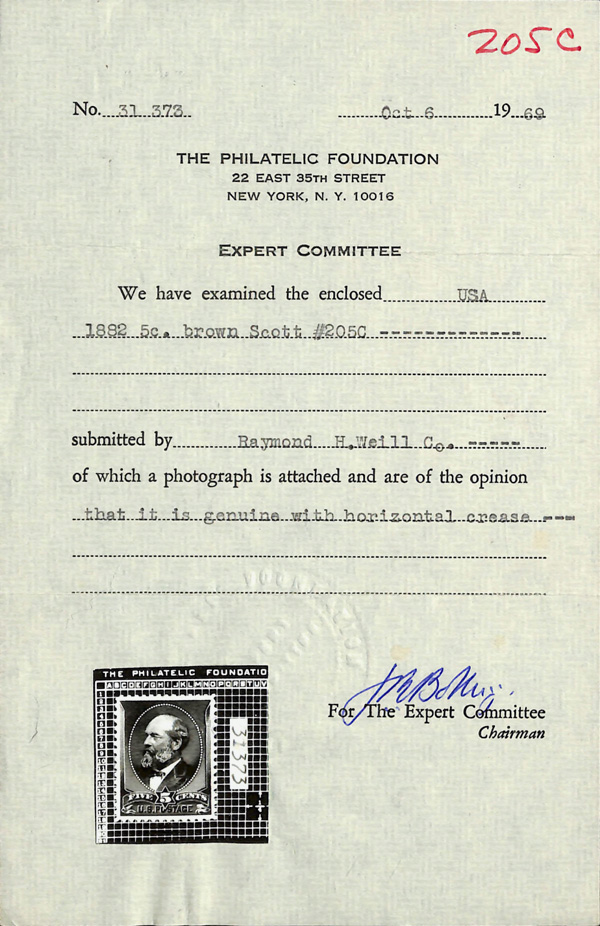 205C
No. 31 373 Oct 6 1969
THE PHILATELIC FOUNDATION
22 EAST 35TH STREET
NEW YORK, N. Y. 10016
EXPERT COMMITTEE
We have examined the enclosed USA
1882 5c. brown Scott #205C
submitted by Raymond H.Weill Co.
of which a photograph is attached and are of the opinion
that it is genuine with horizontal crease
THE PHILATELIC FOUNDATIO
ABCDEFGHIJKLMNOPQRSTUV
31373
FIVE 5 CENTS
U.S. POSTAGE
For The Expert Committee
Chairman